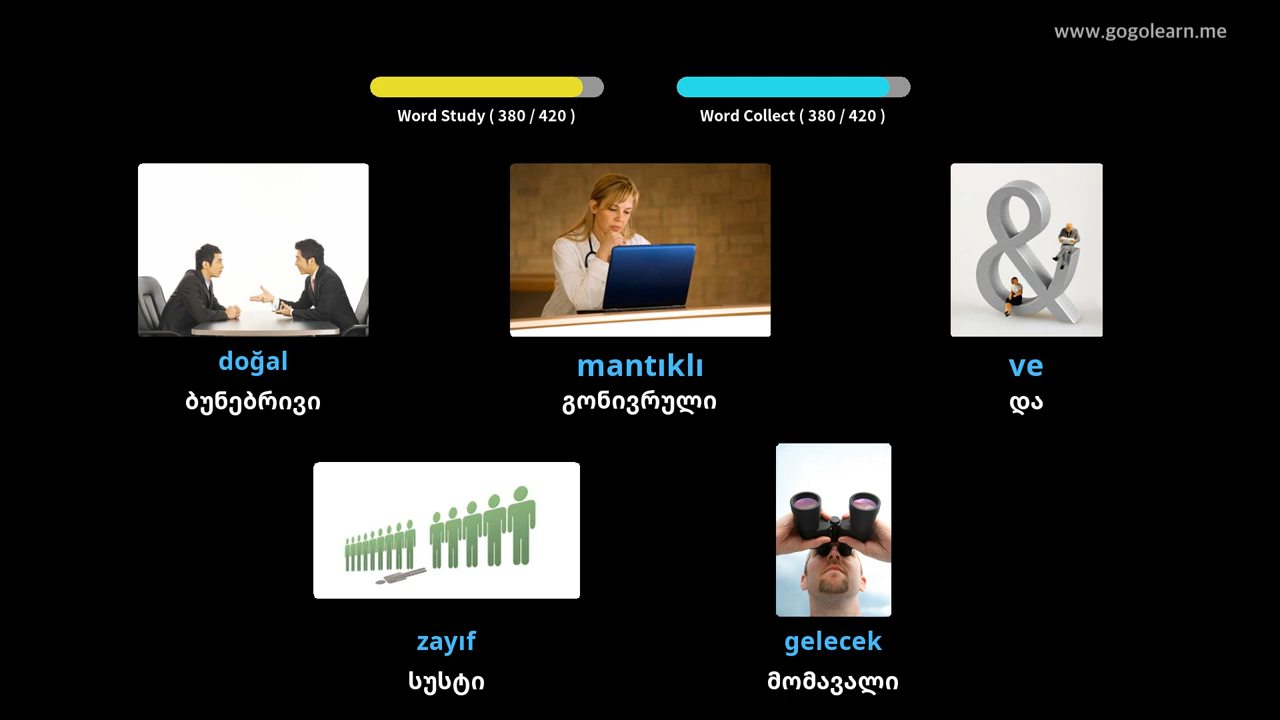 www.gogolearn.me
Word Study ( 380 / 420 )
Word Collect ( 380 / 420 )
doğal
ბუნებრივი
mantıklı
გონივრული
ve
და
zayıf
სუსტი
gelecek
მომავალი